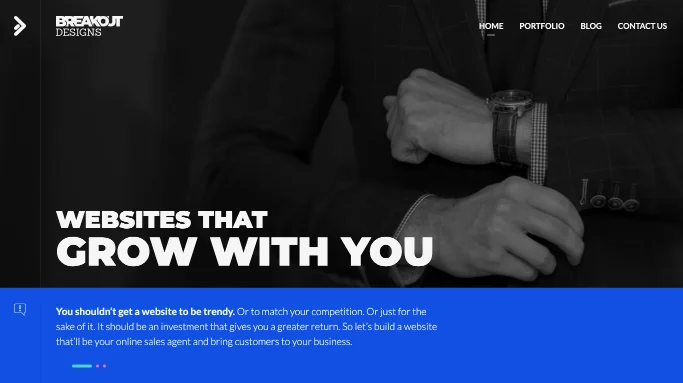 BREAKOUT
DESIGNS
HOME PORTFOLIO BLOG CONTACT US
WEBSITES THAT
GROW WITH YOU
You shouldn't get a website to be trendy. Or to match your competition. Or just for the
sake of it. It should be an investment that gives you a greater return. So let's build a website
that'll be your online sales agent and bring customers to your business.